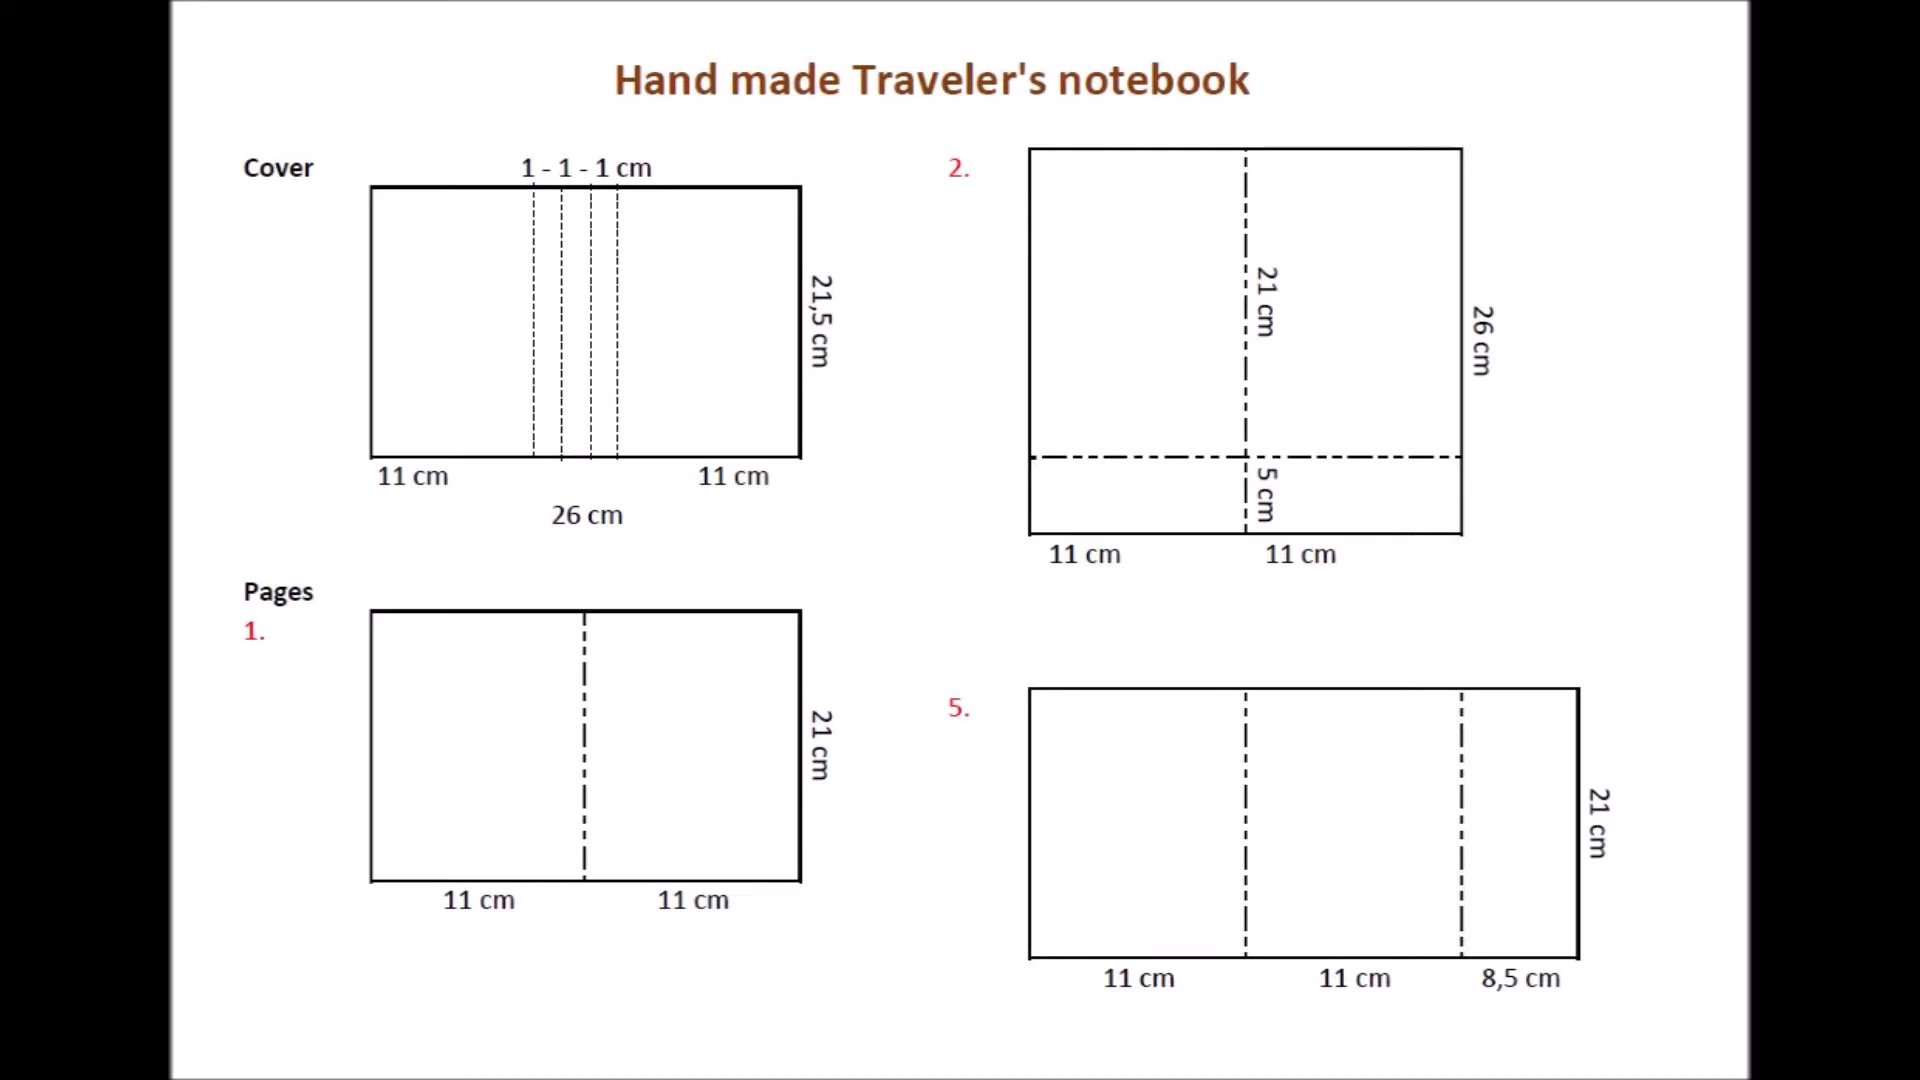 Hand made Traveler's notebook
Cover
1 - 1 - 1 cm
21,5 cm
11 cm
11 cm
26 cm
Pages
1.
21 cm
11 cm
11 cm
2.
21 cm
26 cm
5 cm
11 cm
11 cm
5.
21 cm
11 cm
11 cm
8,5 cm